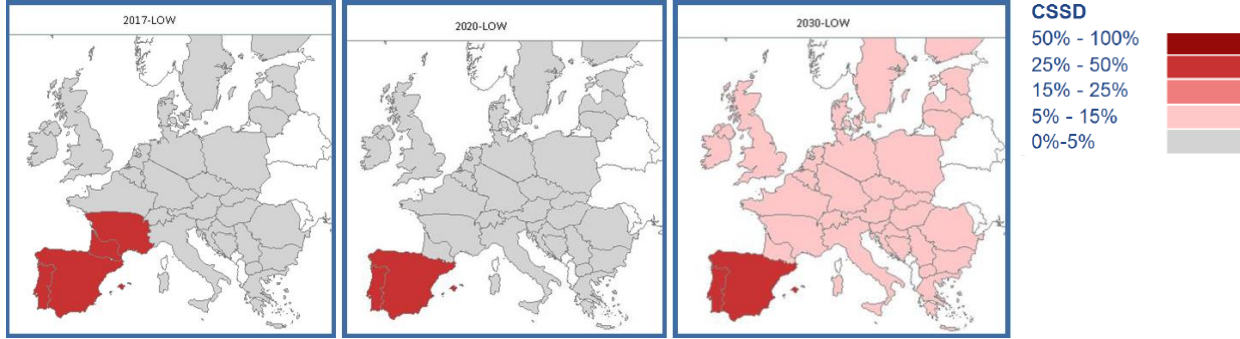 2017-LOW
2020-LOW
2030-LOW
CSSD
50% - 100%
25% - 50%
15% - 25%
5% - 15%
0%-5%